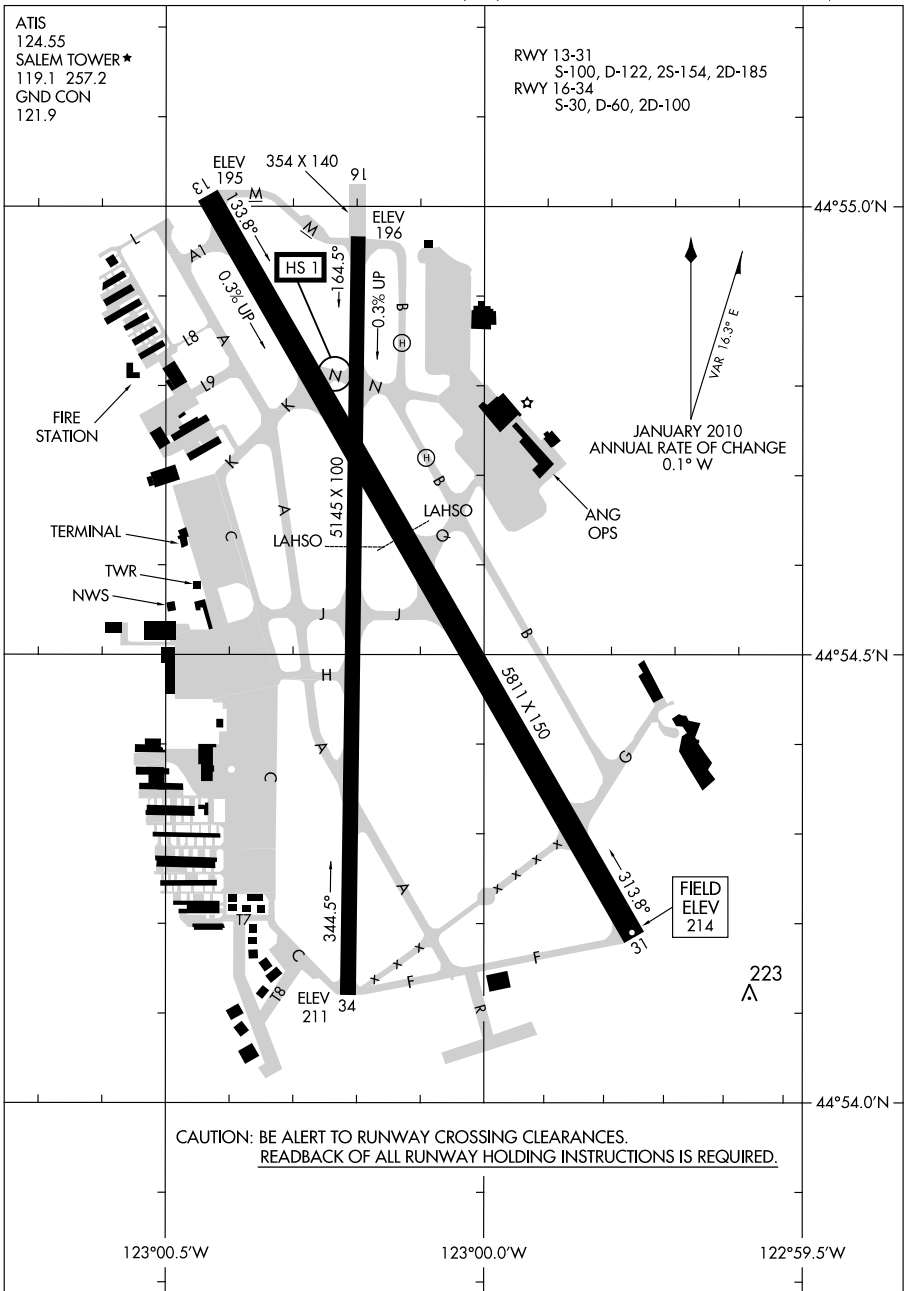 ATIS
124.55
SALEM TOWER★
119.1 257.2
GND CON
121.9
RWY 13-31
S-100, D-122, 2S-154, 2D-185
RWY 16-34
S-30, D-60, 2D-100
ELEV
195
354 X 140
13
16
M
M
44°55.0'N
ELEV
196
133.8°
164.5°
HS 1
0.3% UP
0.3% UP
L
A1
A
B
H
L8
L9
N
N
VAR 16.3° E
FIRE
STATION
K
K
JANUARY 2010
ANNUAL RATE OF CHANGE
0.1° W
H
B
5145 X 100
A
LAHSO
LAHSO
ANG
OPS
TERMINAL
C
Q
TWR
NWS
J
J
B
44°54.5'N
H
5811 X 150
A
C
G
A
344.5°
313.8°
FIELD
ELEV
214
T7
C
T8
31
F
F
R
ELEV
211
34
223
44°54.0'N
CAUTION: BE ALERT TO RUNWAY CROSSING CLEARANCES.
READBACK OF ALL RUNWAY HOLDING INSTRUCTIONS IS REQUIRED.
123°00.5'W
123°00.0'W
122°59.5'W